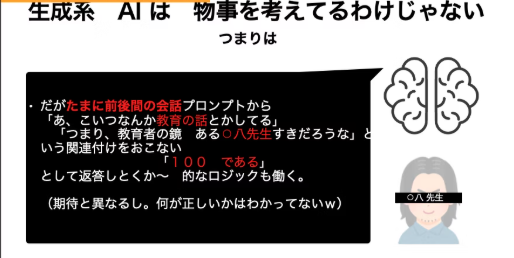 生成系　AI は　物事を考えてるわけじゃない
つまりは
・だがたまに前後間の会話プロンプトから
「あ、こいつなんか教育の話とかしてる」
「つまり、教育者の鏡　ある○八先生すきだろうな」と
いう関連付けをおこない
「１００　である」
として返答しとくか〜　的なロジックも働く。
（期待と異なるし。何が正しいかはわかってないｗ）
○八 先生